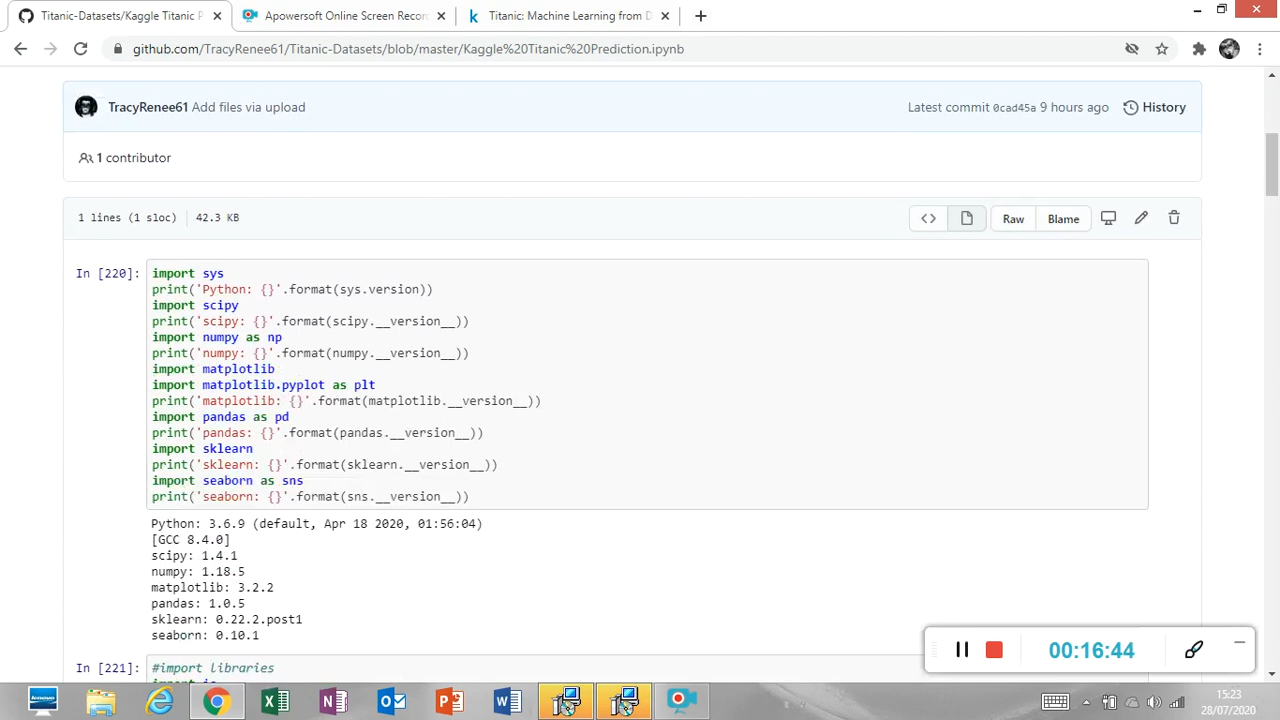 Titanic-Datasets/Kaggle Titanic P
Apowersoft Online Screen Recor
Titanic: Machine Learning from D
github.com/TracyRenee61/Titanic-Datasets/blob/master/Kaggle%20Titanic%20Prediction.ipynb
TracyRenee61 Add files via upload
Latest commit 0cad45a 9 hours ago
History
1 contributor
1 lines (1 sloc) 42.3 KB
Raw
Blame
In [220]:
import sys
print('Python: {}'.format(sys.version))
import scipy
print('scipy: {}'.format(scipy.__version__))
import numpy as np
print('numpy: {}'.format(numpy.__version__))
import matplotlib
import matplotlib.pyplot as plt
print('matplotlib: {}'.format(matplotlib.__version__))
import pandas as pd
print('pandas: {}'.format(pandas.__version__))
import sklearn
print('sklearn: {}'.format(sklearn.__version__))
import seaborn as sns
print('seaborn: {}'.format(sns.__version__))
Python: 3.6.9 (default, Apr 18 2020, 01:56:04)
[GCC 8.4.0]
scipy: 1.4.1
numpy: 1.18.5
matplotlib: 3.2.2
pandas: 1.0.5
sklearn: 0.22.2.post1
seaborn: 0.10.1
In [221]:
#import libraries
import io
00:16:44
15:23
28/07/2020